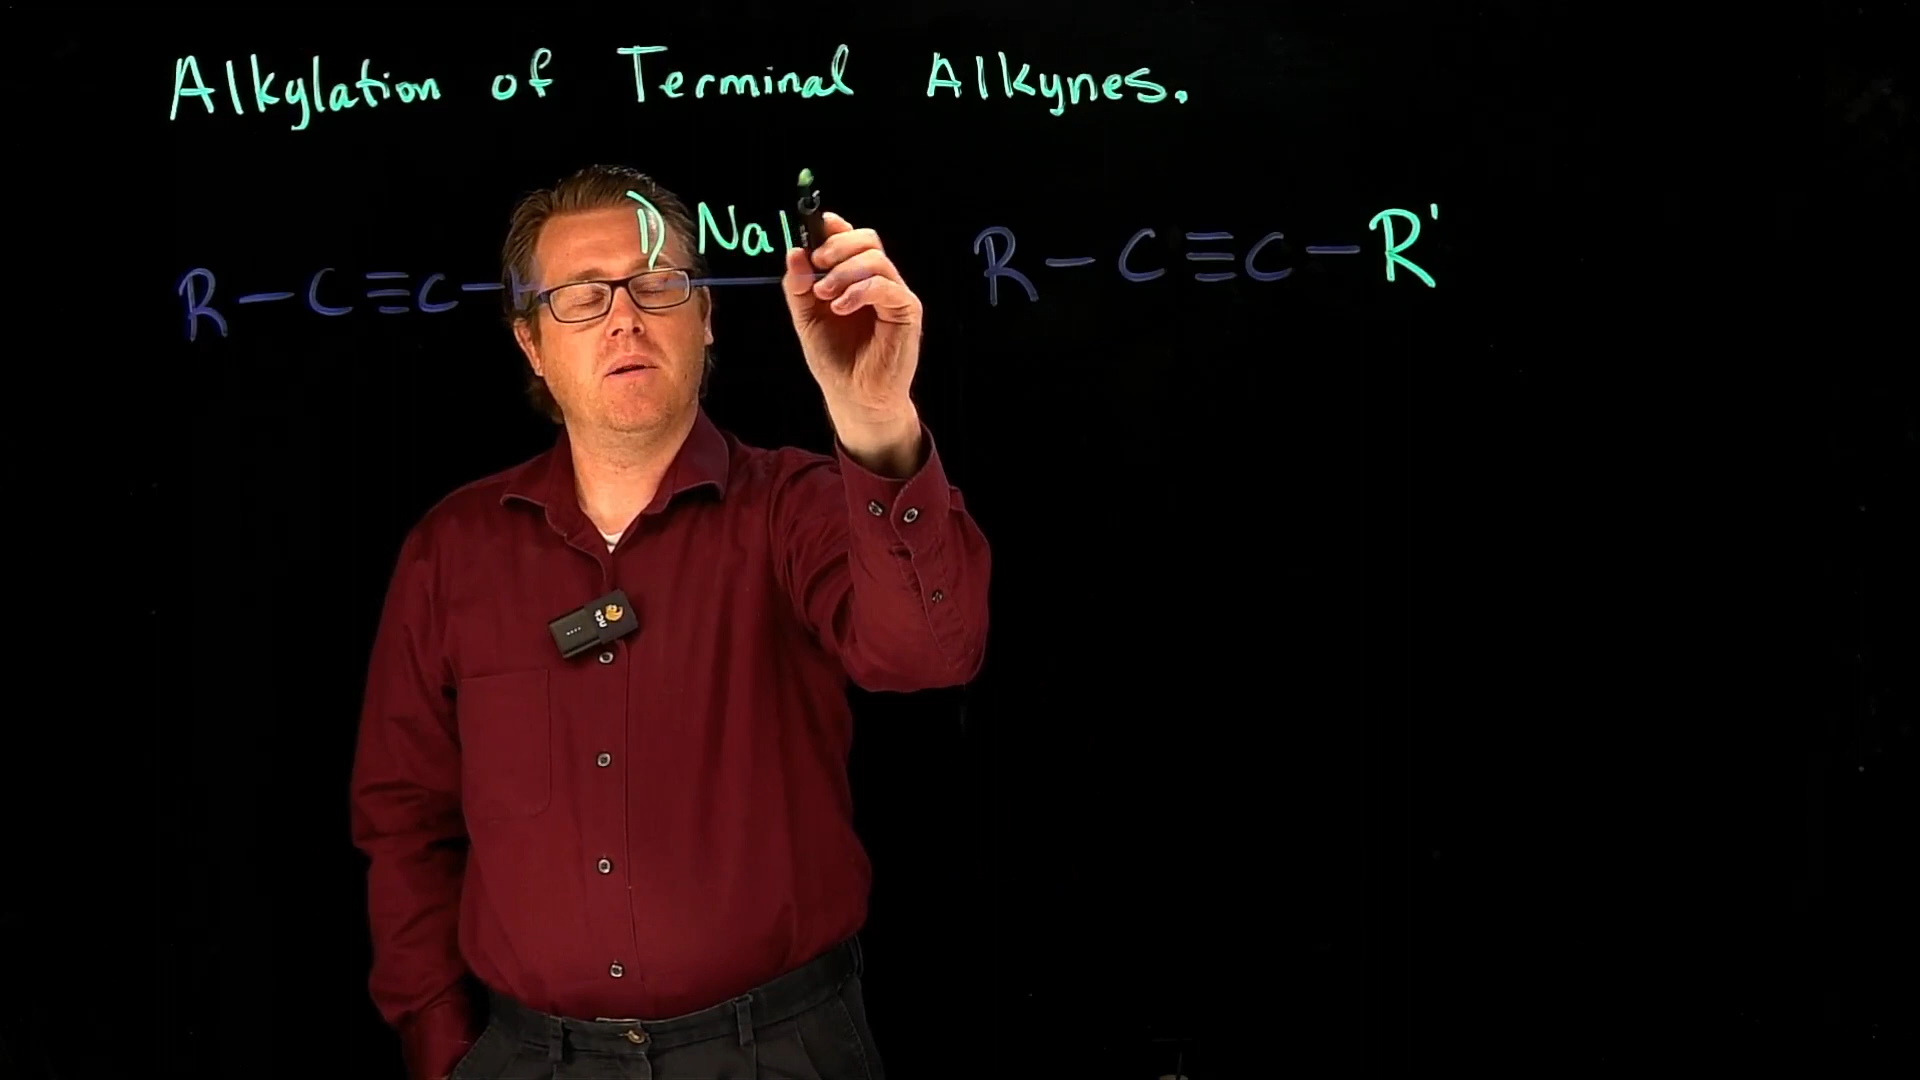 Alkylation of Terminal Alkynes.
1) Na
R—C≡C—H
R—C≡C—R'